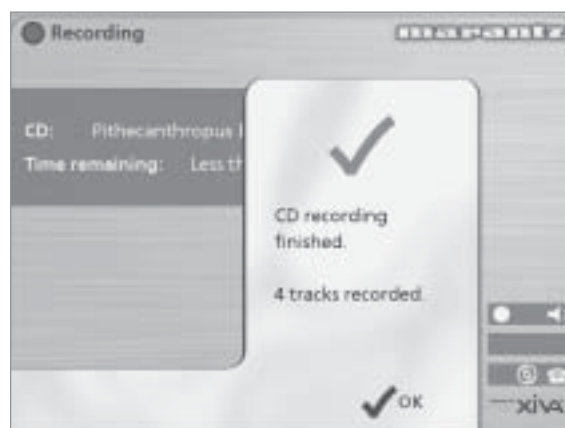 Recording
marantz
CD: Pithecanthropus
Time remaining: Less th
CD recording
finished.
4 tracks recorded.
OK
xiva